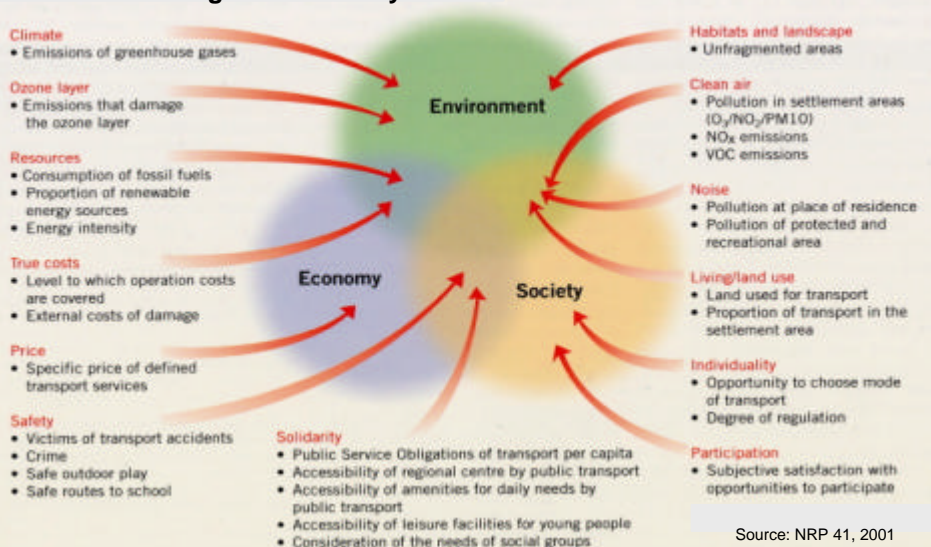 Climate
• Emissions of greenhouse gases
Ozone layer
• Emissions that damage
the ozone layer
Resources
• Consumption of fossil fuels
• Proportion of renewable
energy sources
• Energy intensity
True costs
• Level to which operation costs
are covered
• External costs of damage
Price
• Specific price of defined
transport services
Safety
• Victims of transport accidents
• Crime
• Safe outdoor play
• Safe routes to school
Environment
Economy
Society
Solidarity
• Public Service Obligations of transport per capita
• Accessibility of regional centre by public transport
• Accessibility of amenities for daily needs by
public transport
• Accessibility of leisure facilities for young people
• Consideration of the needs of social groups
Habitats and landscape
• Unfragmented areas
Clean air
• Pollution in settlement areas
(O₃/NO₂/PM10)
• NOx emissions
• VOC emissions
Noise
• Pollution at place of residence
• Pollution of protected and
recreational area
Living/land use
• Land used for transport
• Proportion of transport in the
settlement area
Individuality
• Opportunity to choose mode
of transport
• Degree of regulation
Participation
• Subjective satisfaction with
opportunities to participate
Source: NRP 41, 2001